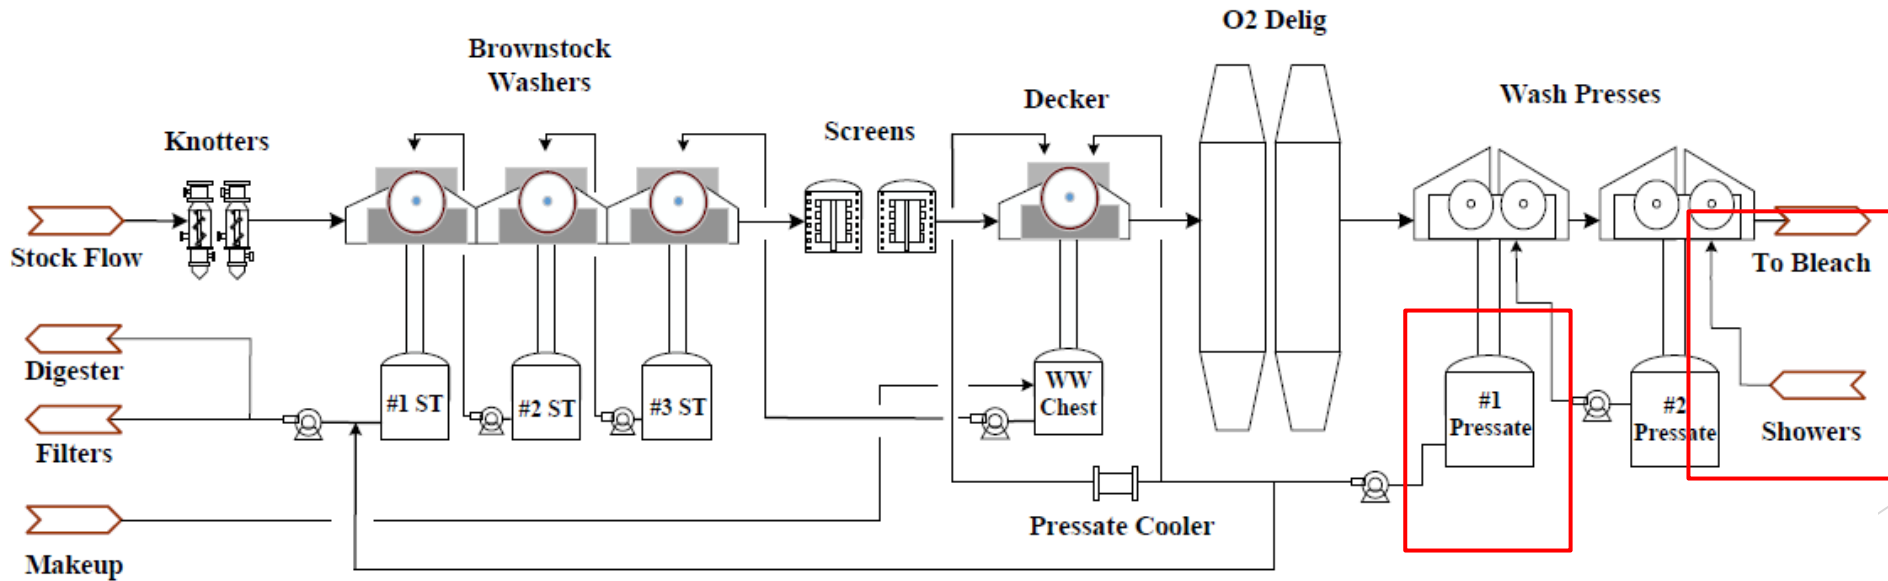 O2 Delig
Brownstock
Washers
Decker
Wash Presses
Screens
Knotters
Stock Flow
To Bleach
Digester
#1 ST
#2 ST
#3 ST
WW
Chest
#1
Pressate
#2
Pressate
Showers
Filters
Pressate Cooler
Makeup